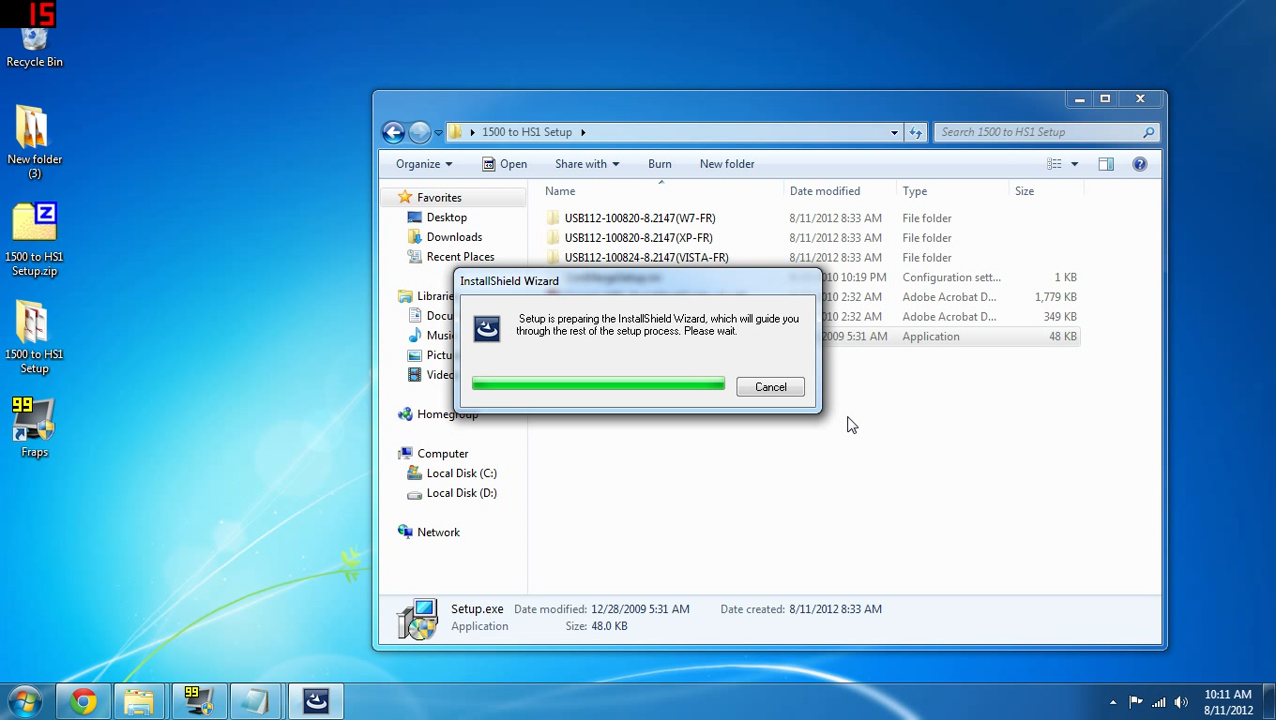 15
Recycle Bin
New folder
(3)
1500 to HS1
Setup.zip
1500 to HS1
Setup
99
Fraps
1500 to HS1 Setup
Search 1500 to HS1 Setup
Organize
Open
Share with
Burn
New folder
Name
Date modified
Type
Size
Favorites
Desktop
Downloads
Recent Places
Libraries
Docu
Music
Pictu
Video
Homegroup
Computer
Local Disk (C:)
Local Disk (D:)
Network
USB112-100820-8.2147(W7-FR)
8/11/2012 8:33 AM
File folder
USB112-100820-8.2147(XP-FR)
8/11/2012 8:33 AM
File folder
USB112-100824-8.2147(VISTA-FR)
8/11/2012 8:33 AM
File folder
010 10:19 PM
Configuration sett...
1 KB
010 2:32 AM
Adobe Acrobat D...
1,779 KB
010 2:32 AM
Adobe Acrobat D...
349 KB
2009 5:31 AM
Application
48 KB
InstallShield Wizard
Setup is preparing the InstallShield Wizard, which will guide you
through the rest of the setup process. Please wait.
Cancel
Setup.exe
Date modified: 12/28/2009 5:31 AM
Date created: 8/11/2012 8:33 AM
Application
Size: 48.0 KB
99
10:11 AM
8/11/2012